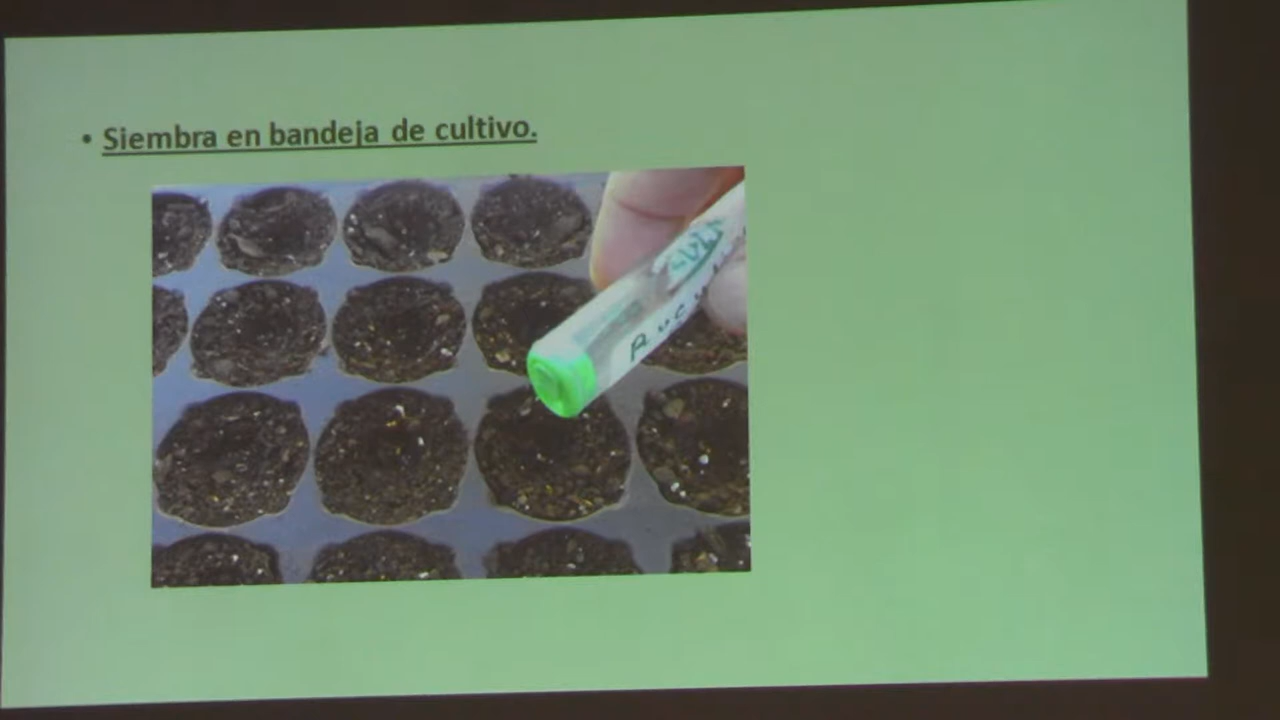 • Siembra en bandeja de cultivo.